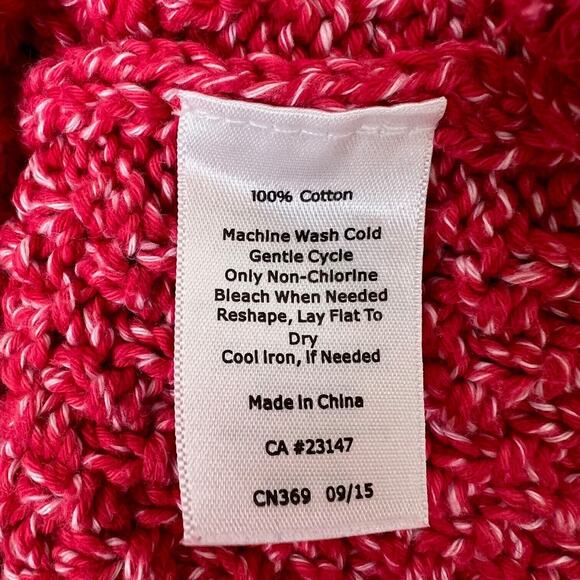 100% Cotton
Machine Wash Cold
Gentle Cycle
Only Non-Chlorine
Bleach When Needed
Reshape, Lay Flat To
Dry
Cool Iron, If Needed
Made in China
CA #23147
CN369 09/15